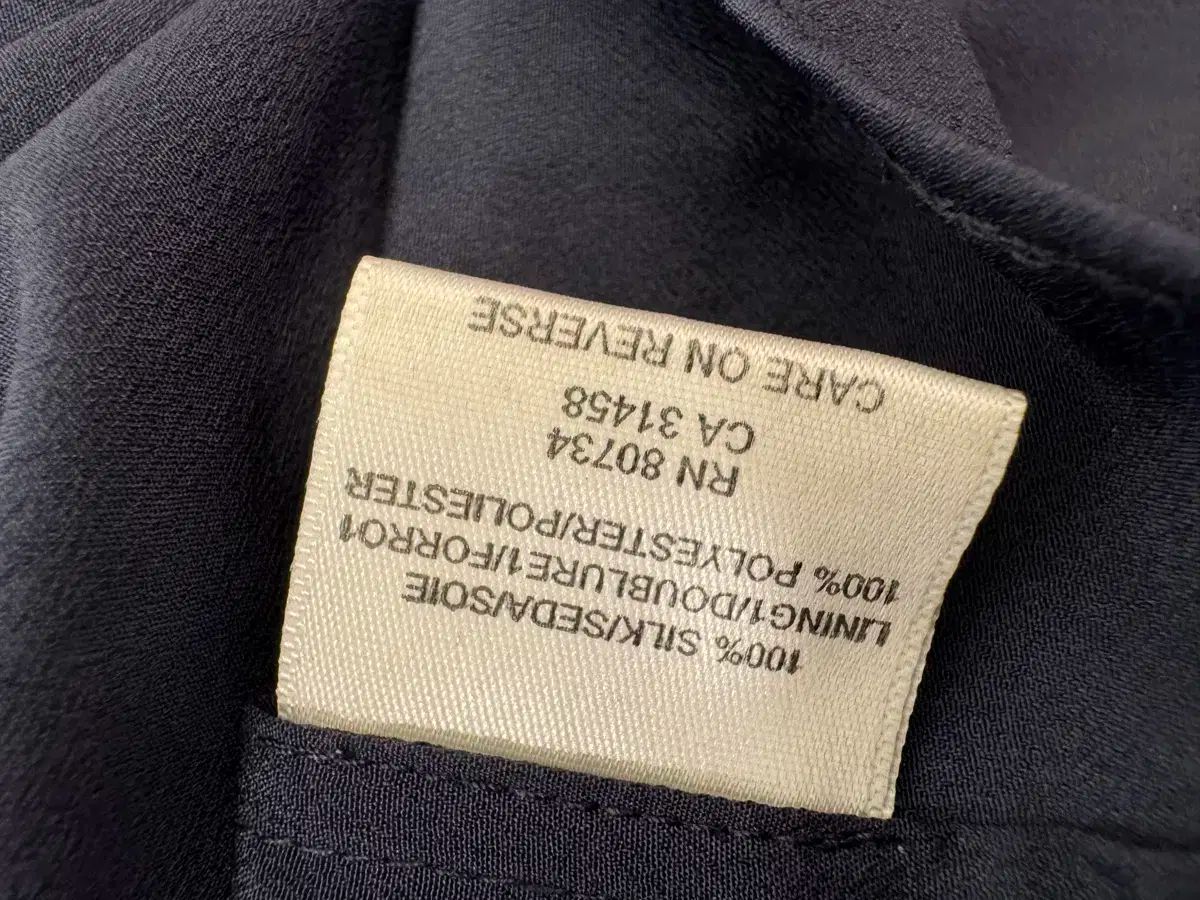 100% SILK/SEDA/SOIE
LINING1/DOUBLURE1/FORRO1
100% POLYESTER/POLIESTER
RN 80734
CA 31458
CARE ON REVERSE